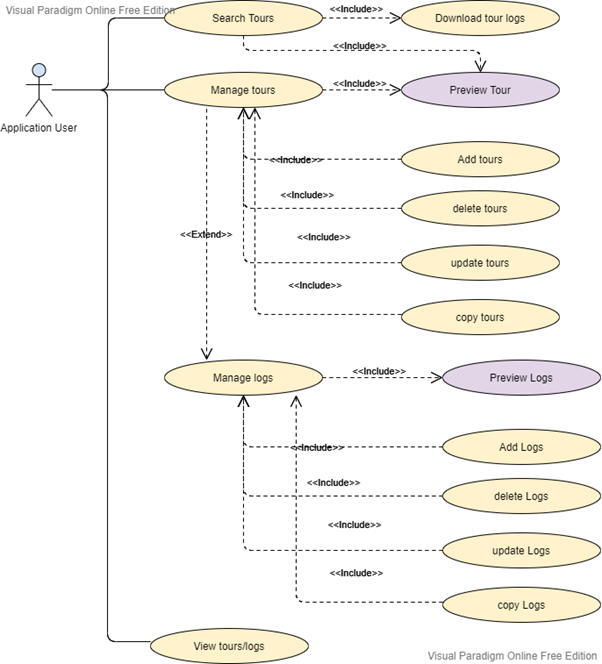 Visual Paradigm Online Free Edition
Search Tours
<<Include>>
Download tour logs
<<Include>>
Application User
Manage tours
<<Include>>
Preview Tour
<<Include>>
Add tours
<<Include>>
delete tours
<<Extend>>
<<Include>>
update tours
<<Include>>
copy tours
Manage logs
<<Include>>
Preview Logs
<<Include>>
Add Logs
<<Include>>
delete Logs
<<Include>>
update Logs
<<Include>>
copy Logs
View tours/logs
Visual Paradigm Online Free Edition